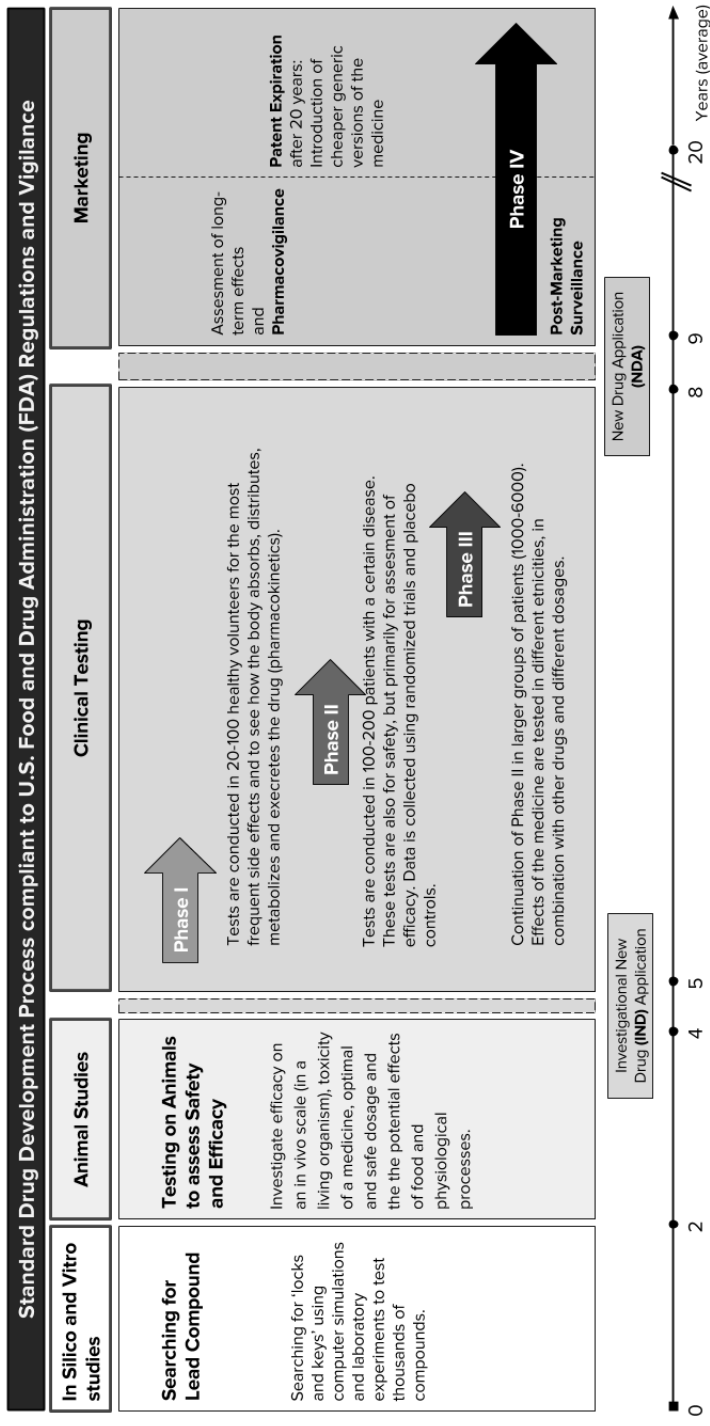 Standard Drug Development Process compliant to U.S. Food and Drug Administration (FDA) Regulations and Vigilance
In Silico and Vitro
studies
Searching for
Lead Compound
Searching for 'locks
and keys' using
computer simulations
and laboratory
experiments to test
thousands of
compounds.
Animal Studies
Testing on Animals
to assess Safety
and Efficacy
Investigate efficacy on
an in vivo scale (in a
living organism), toxicity
of a medicine, optimal
and safe dosage and
the the potential effects
of food and
physiological
processes.
Clinical Testing
Phase I
Tests are conducted in 20-100 healthy volunteers for the most
frequent side effects and to see how the body absorbs, distributes,
metabolizes and execretes the drug (pharmacokinetics).
Phase II
Tests are conducted in 100-200 patients with a certain disease.
These tests are also for safety, but primarily for assesment of
efficacy. Data is collected using randomized trials and placebo
controls.
Phase III
Continuation of Phase II in larger groups of patients (1000-6000).
Effects of the medicine are tested in different etnicities, in
combination with other drugs and different dosages.
Marketing
Assesment of long-
term effects
and
Pharmacovigilance
Patent Expiration
after 20 years:
Introduction of
cheaper generic
versions of the
medicine
Phase IV
Post-Marketing
Surveillance
Investigational New
Drug (IND) Application
New Drug Application
(NDA)
0
2
4
5
8
9
20
Years (average)